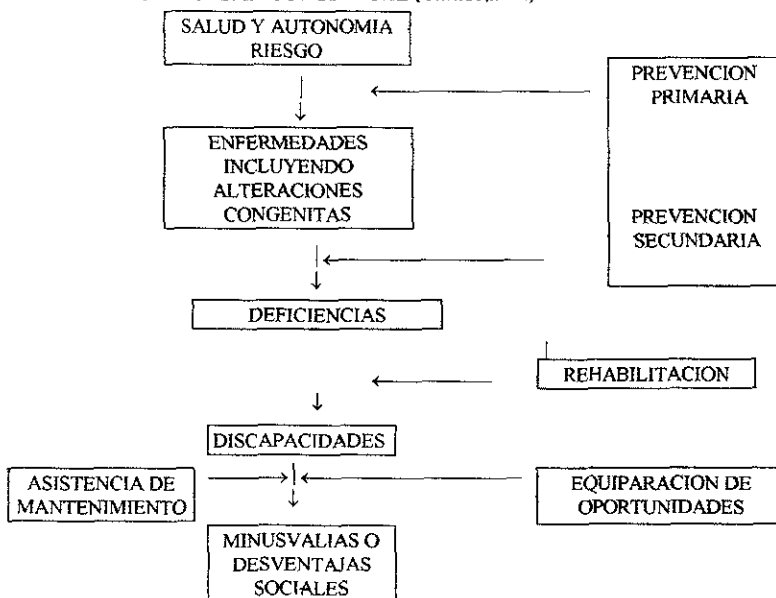 SALUD Y AUTONOMIA
RIESGO
PREVENCION
PRIMARIA
ENFERMEDADES
INCLUYENDO
ALTERACIONES
CONGENITAS
PREVENCION
SECUNDARIA
DEFICIENCIAS
REHABILITACION
DISCAPACIDADES
ASISTENCIA DE
MANTENIMIENTO
EQUIPARACION DE
OPORTUNIDADES
MINUSVALIAS O
DESVENTAJAS
SOCIALES